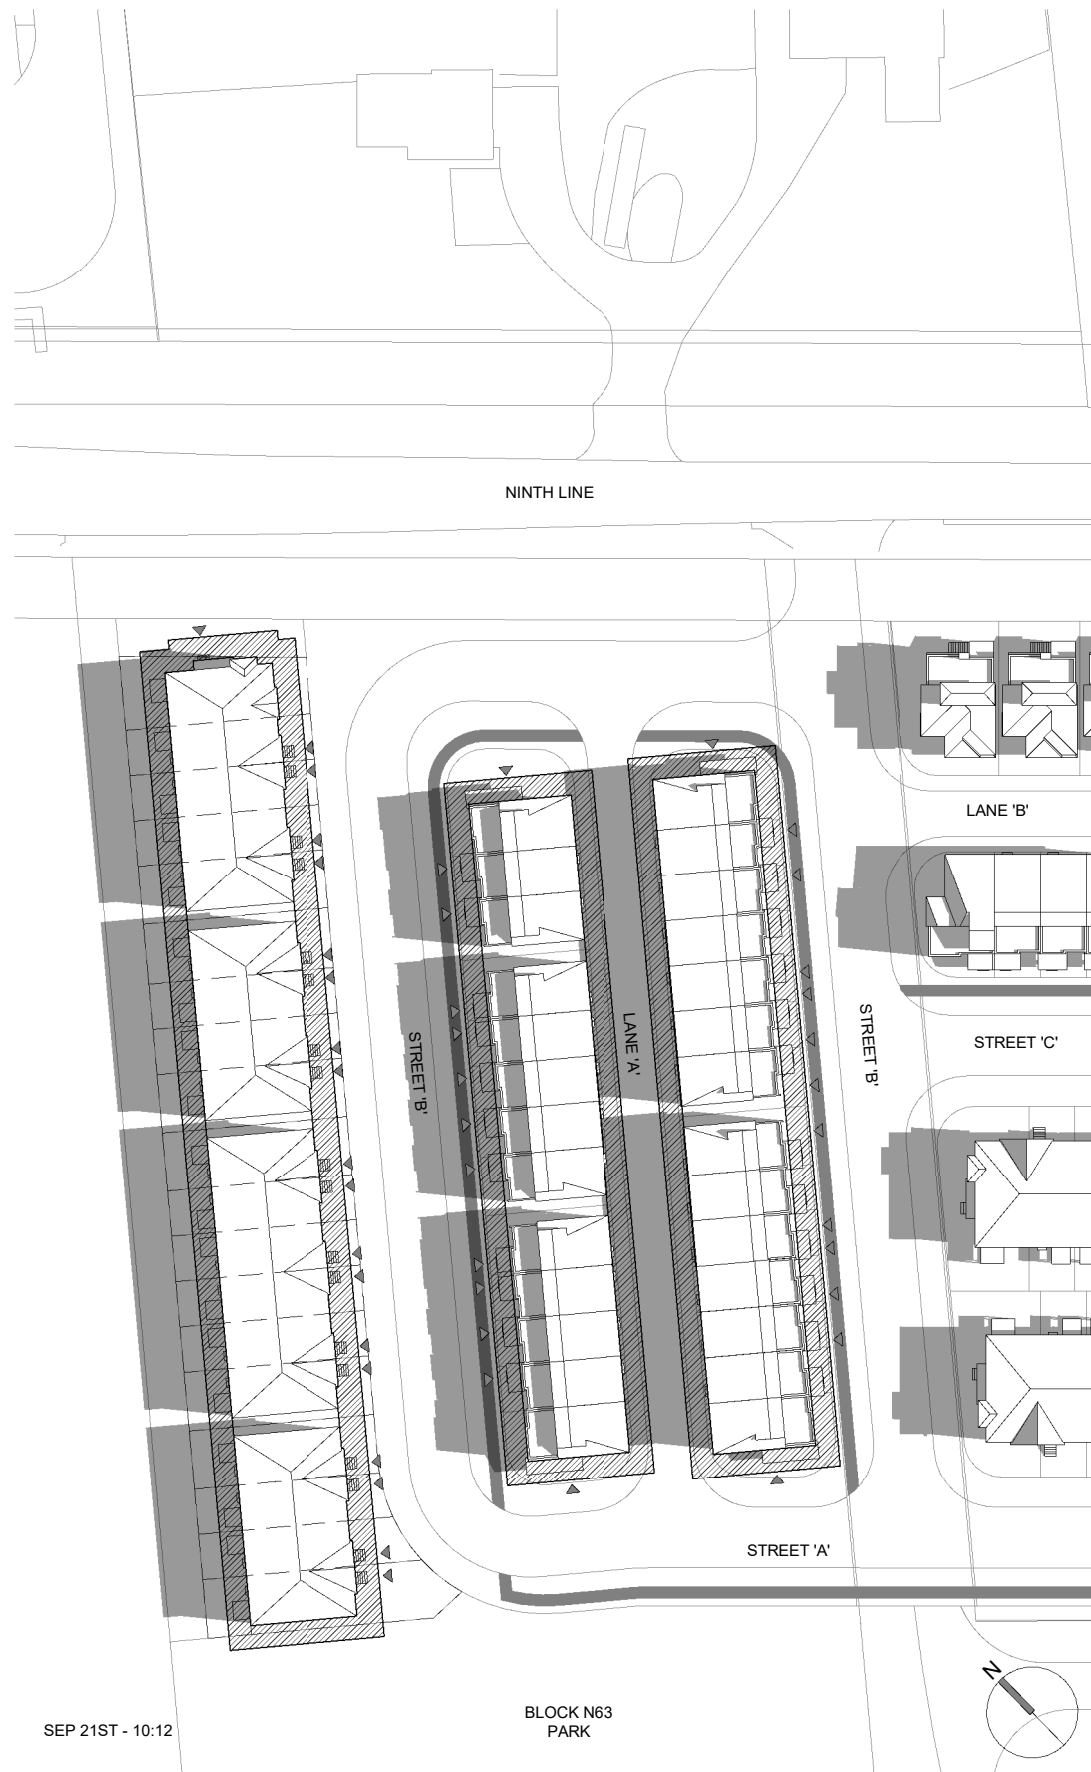 NINTH LINE
LANE 'B'
STREET 'B'
LANE 'A'
STREET 'B'
STREET 'C'
STREET 'A'
N
BLOCK N63
PARK
SEP 21ST - 10:12